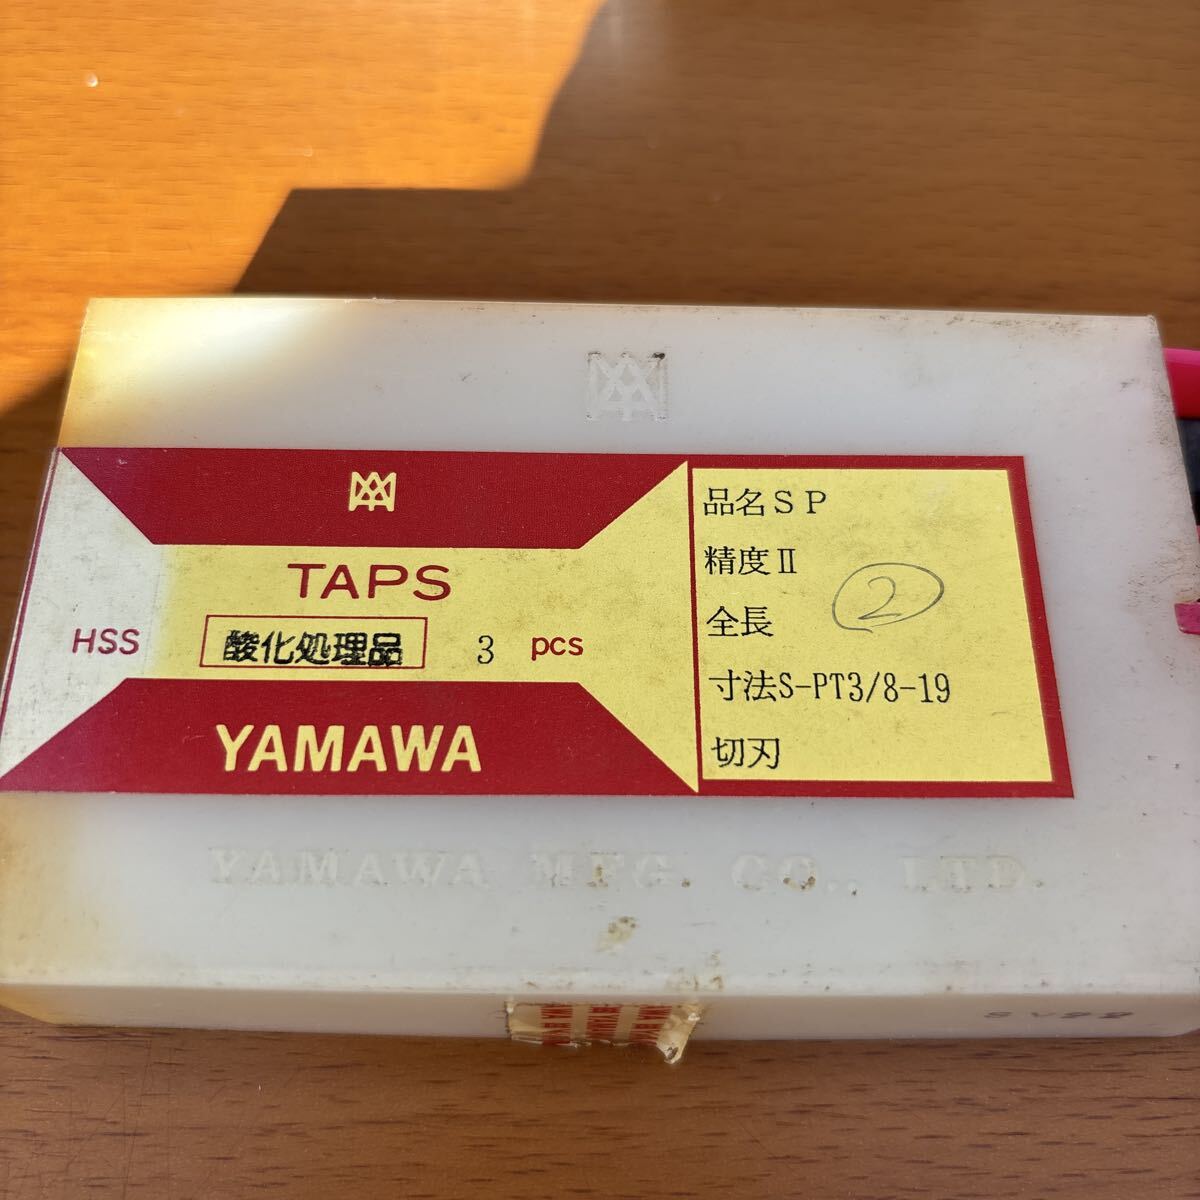 TAPS
HSS 酸化処理品 3 pcs
YAMAWA
品名SP
精度Ⅱ
2
全長
寸法S-PT3/8-19
切刃
YAMAWA MFG. CO., LTD.
YAMAWA